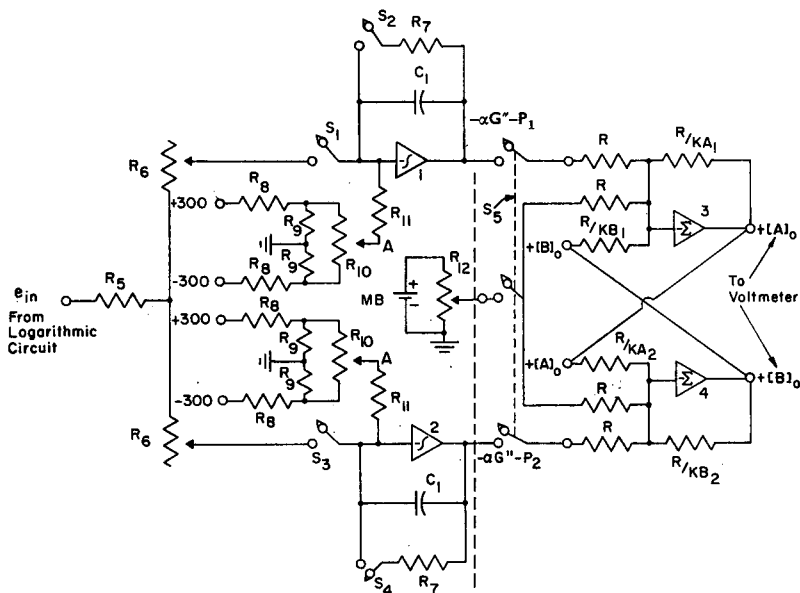 S2
R7
C1
-αG"-P1
S1
1
R6
R11
+300
R8
R9
R10
A
R9
-300
R8
S5
R
R/KA1
R
R/KB1
+[B]o
-Σ
3
+[A]o
To
Voltmeter
ein
From
Logarithmic
Circuit
R5
MB
+
-
R12
+300
R8
R9
R10
A
R9
-300
R8
R11
+[A]o
R/KA2
R
-Σ
4
+[B]o
R
R/KB2
R6
S3
2
-αG"-P2
C1
S4
R7